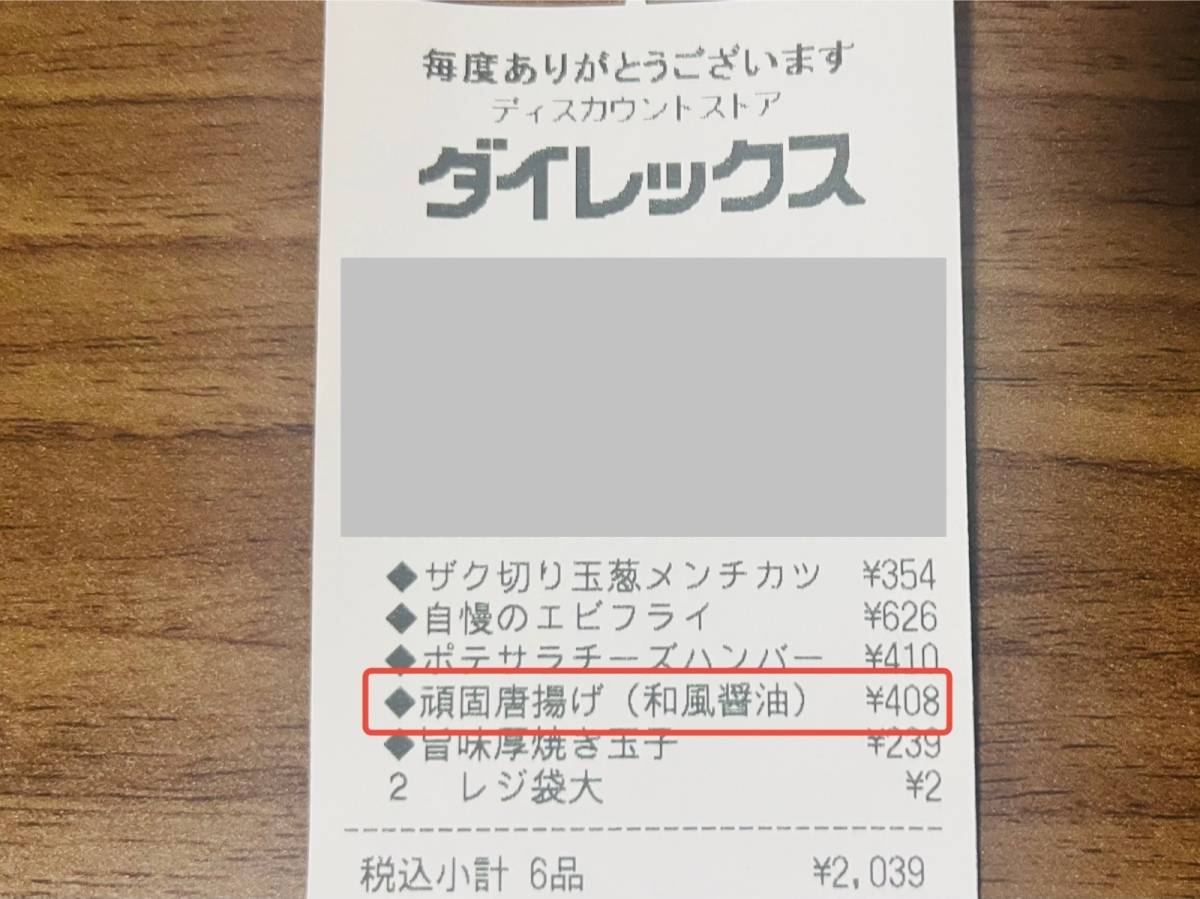 毎度ありがとうございます
ディスカウントストア
ダイレックス
◆ザク切り玉葱メンチカツ ¥354
◆自慢のエビフライ ¥626
◆ポテサラチーズハンバー ¥410
◆頑固唐揚げ（和風醤油） ¥408
◆旨味厚焼き玉子 ¥239
2 レジ袋大 ¥2
税込小計 6品 ¥2,039